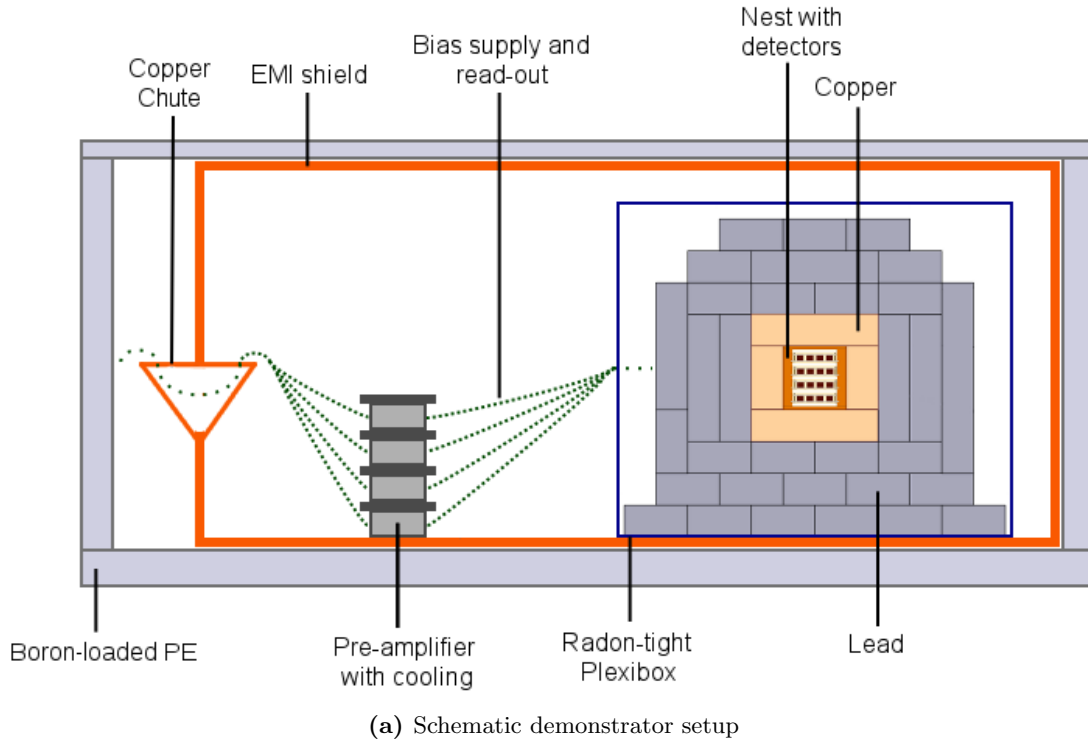 Nest with
detectors
Bias supply and
read-out
Copper
Chute
EMI shield
Copper
Boron-loaded PE
Pre-amplifier
with cooling
Radon-tight
Plexibox
Lead
(a) Schematic demonstrator setup